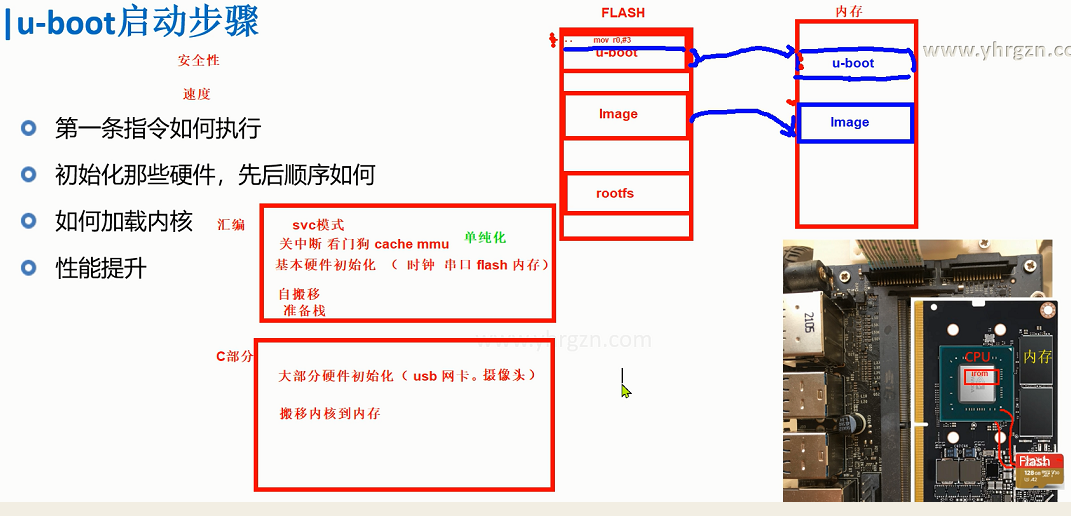 u-boot启动步骤
安全性
速度
第一条指令如何执行
初始化那些硬件，先后顺序如何
如何加载内核
性能提升
汇编
svc模式
关中断 看门狗 cache mmu
单纯化
基本硬件初始化 （ 时钟 串口 flash 内存）
自搬移
准备栈
C部分
大部分硬件初始化（ usb 网卡。摄像头）
搬移内核到内存
FLASH
mov r0,#3
u-boot
Image
rootfs
内存
u-boot
Image
www.yhrgzn.co
www.yhrgzn.com
2105
CPU
irom
内存
Flash
128GB